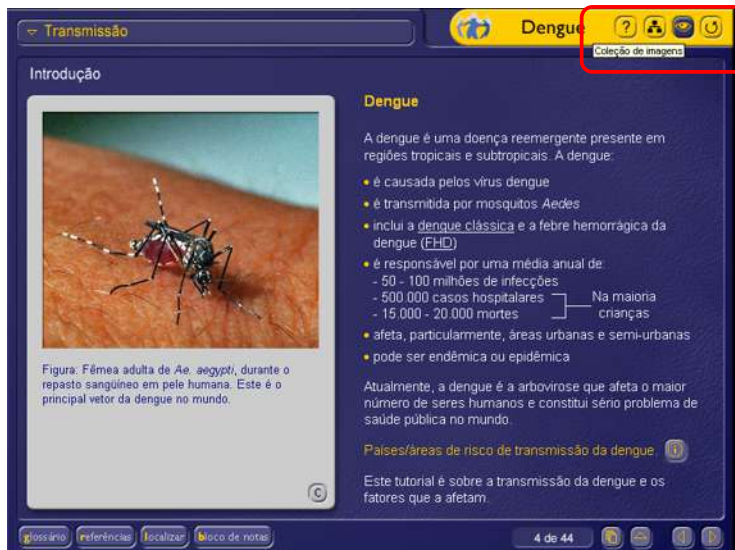 Transmissão
Dengue
?
Coleção de imagens
Introdução
Figura: Fêmea adulta de Ae. aegypti, durante o
repasto sangüíneo em pele humana. Este é o
principal vetor da dengue no mundo.
C
Dengue
A dengue é uma doença reemergente presente em
regiões tropicais e subtropicais. A dengue:
• é causada pelos vírus dengue
• é transmitida por mosquitos Aedes
• inclui a dengue clássica e a febre hemorrágica da
dengue (FHD)
• é responsável por uma média anual de:
- 50 - 100 milhões de infecções
- 500.000 casos hospitalares
- 15.000 - 20.000 mortes
Na maioria
crianças
• afeta, particularmente, áreas urbanas e semi-urbanas
• pode ser endêmica ou epidêmica
Atualmente, a dengue é a arbovirose que afeta o maior
número de seres humanos e constitui sério problema de
saúde pública no mundo.
Países/áreas de risco de transmissão da dengue. i
Este tutorial é sobre a transmissão da dengue e os
fatores que a afetam.
glossário referências localizar bloco de notas
4 de 44